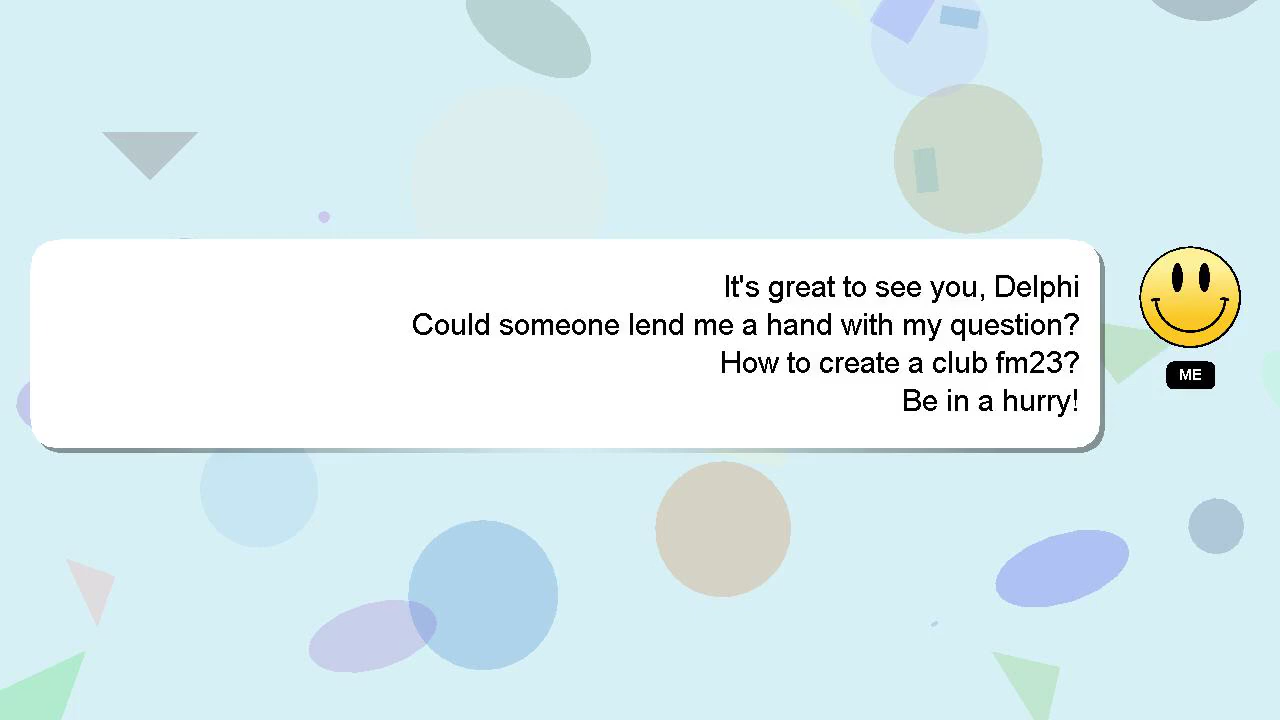 It's great to see you, Delphi
Could someone lend me a hand with my question?
How to create a club fm23?
Be in a hurry!
ME